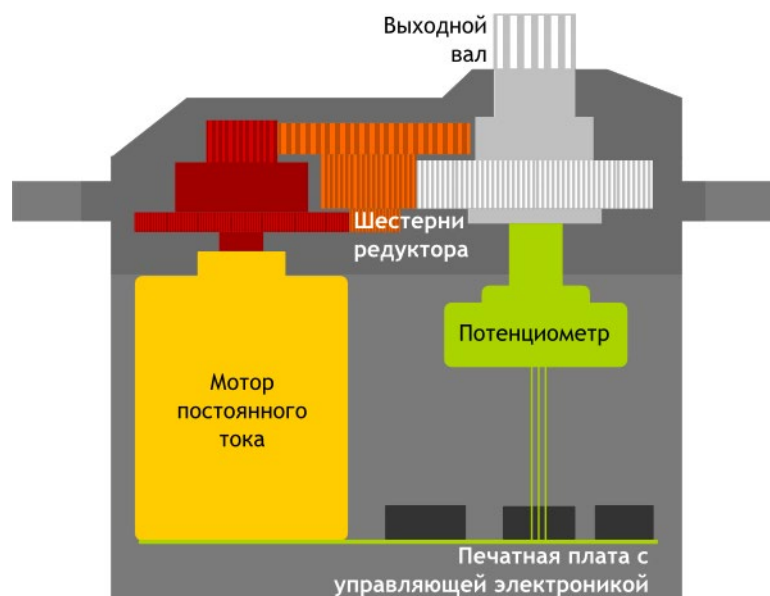 Выходной
вал
Шестерни
редуктора
Потенциометр
Мотор
постоянного
тока
Печатная плата с
управляющей электроникой